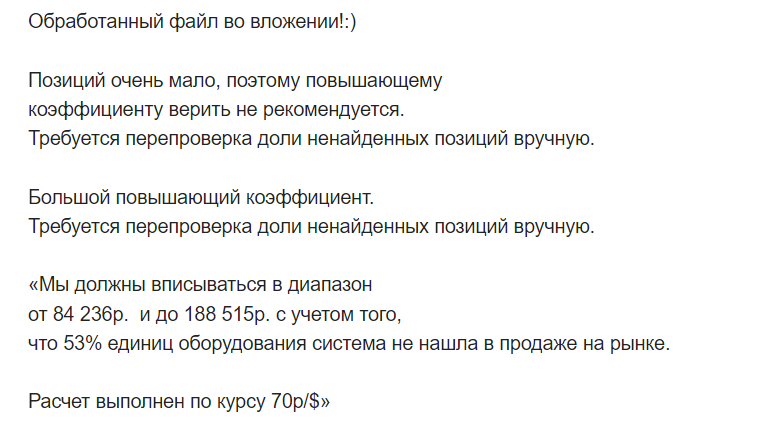 Обработанный файл во вложении!:)
Позиций очень мало, поэтому повышающему
коэффициенту верить не рекомендуется.
Требуется перепроверка доли ненайденных позиций вручную.
Большой повышающий коэффициент.
Требуется перепроверка доли ненайденных позиций вручную.
«Мы должны вписываться в диапазон
от 84 236р.  и до 188 515р. с учетом того,
что 53% единиц оборудования система не нашла в продаже на рынке.
Расчет выполнен по курсу 70р/$»